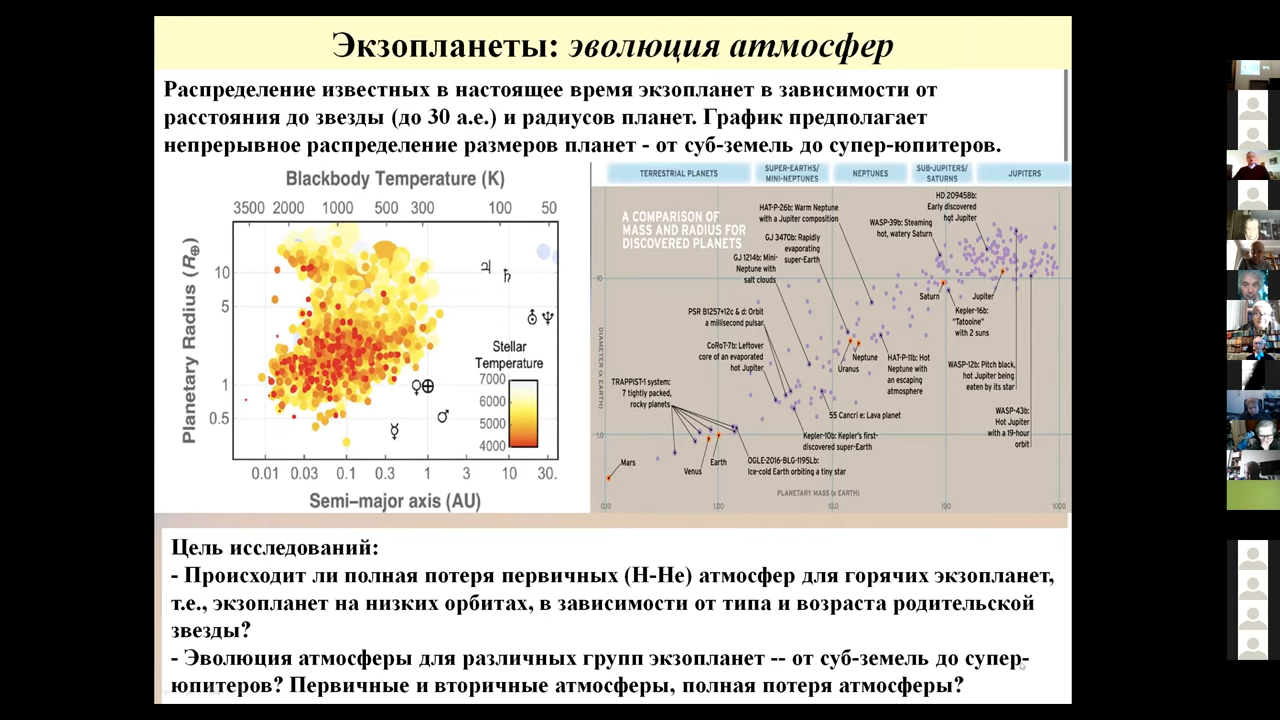 Экзопланеты: эволюция атмосфер
Распределение известных в настоящее время экзопланет в зависимости от
расстояния до звезды (до 30 а.е.) и радиусов планет. График предполагает
непрерывное распределение размеров планет - от суб-земель до супер-юпитеров.
Blackbody Temperature (K)
3500 2000 1000 500 300 100 50
Planetary Radius (R⊕)
10
5
1
0.5
♃ ♄
♁ ♆
♀⊕
♂
☿
Stellar
Temperature
7000
6000
5000
4000
0.01 0.03 0.1 0.3 1 3 10 30.
Semi–major axis (AU)
TERRESTRIAL PLANETS
SUPER-EARTHS/
MINI-NEPTUNES
NEPTUNES
SUB-JUPITERS/
SATURNS
JUPITERS
A COMPARISON OF
MASS AND RADIUS FOR
DISCOVERED PLANETS
HAT-P-26b: Warm Neptune
with a Jupiter composition
HD 209458b:
Early discovered
hot Jupiter
WASP-39b: Steaming
hot, watery Saturn
GJ 3470b: Rapidly
evaporating
super-Earth
GJ 1214b: Mini-
Neptune with
salt clouds
PSR B1257+12c & d: Orbit
a millisecond pulsar
CoRoT-7b: Leftover
core of an evaporated
hot Jupiter
TRAPPIST-1 system:
7 tightly packed,
rocky planets
Saturn
Jupiter
Kepler-16b:
"Tatooine"
with 2 suns
Neptune
Uranus
HAT-P-11b: Hot
Neptune with
an escaping
atmosphere
WASP-12b: Pitch black,
hot Jupiter being
eaten by its star
55 Cancri e: Lava planet
WASP-43b:
Hot Jupiter
with a 19-hour
orbit
Kepler-10b: Kepler's first-
discovered super-Earth
OGLE-2016-BLG-1195Lb:
Ice-cold Earth orbiting a tiny star
Mars
Venus
Earth
DIAMETER (x EARTH)
PLANETARY MASS (x EARTH)
100
1000
Цель исследований:
- Происходит ли полная потеря первичных (H-He) атмосфер для горячих экзопланет,
т.е., экзопланет на низких орбитах, в зависимости от типа и возраста родительской
звезды?
- Эволюция атмосферы для различных групп экзопланет -- от суб-земель до супер-
юпитеров? Первичные и вторичные атмосферы, полная потеря атмосферы?